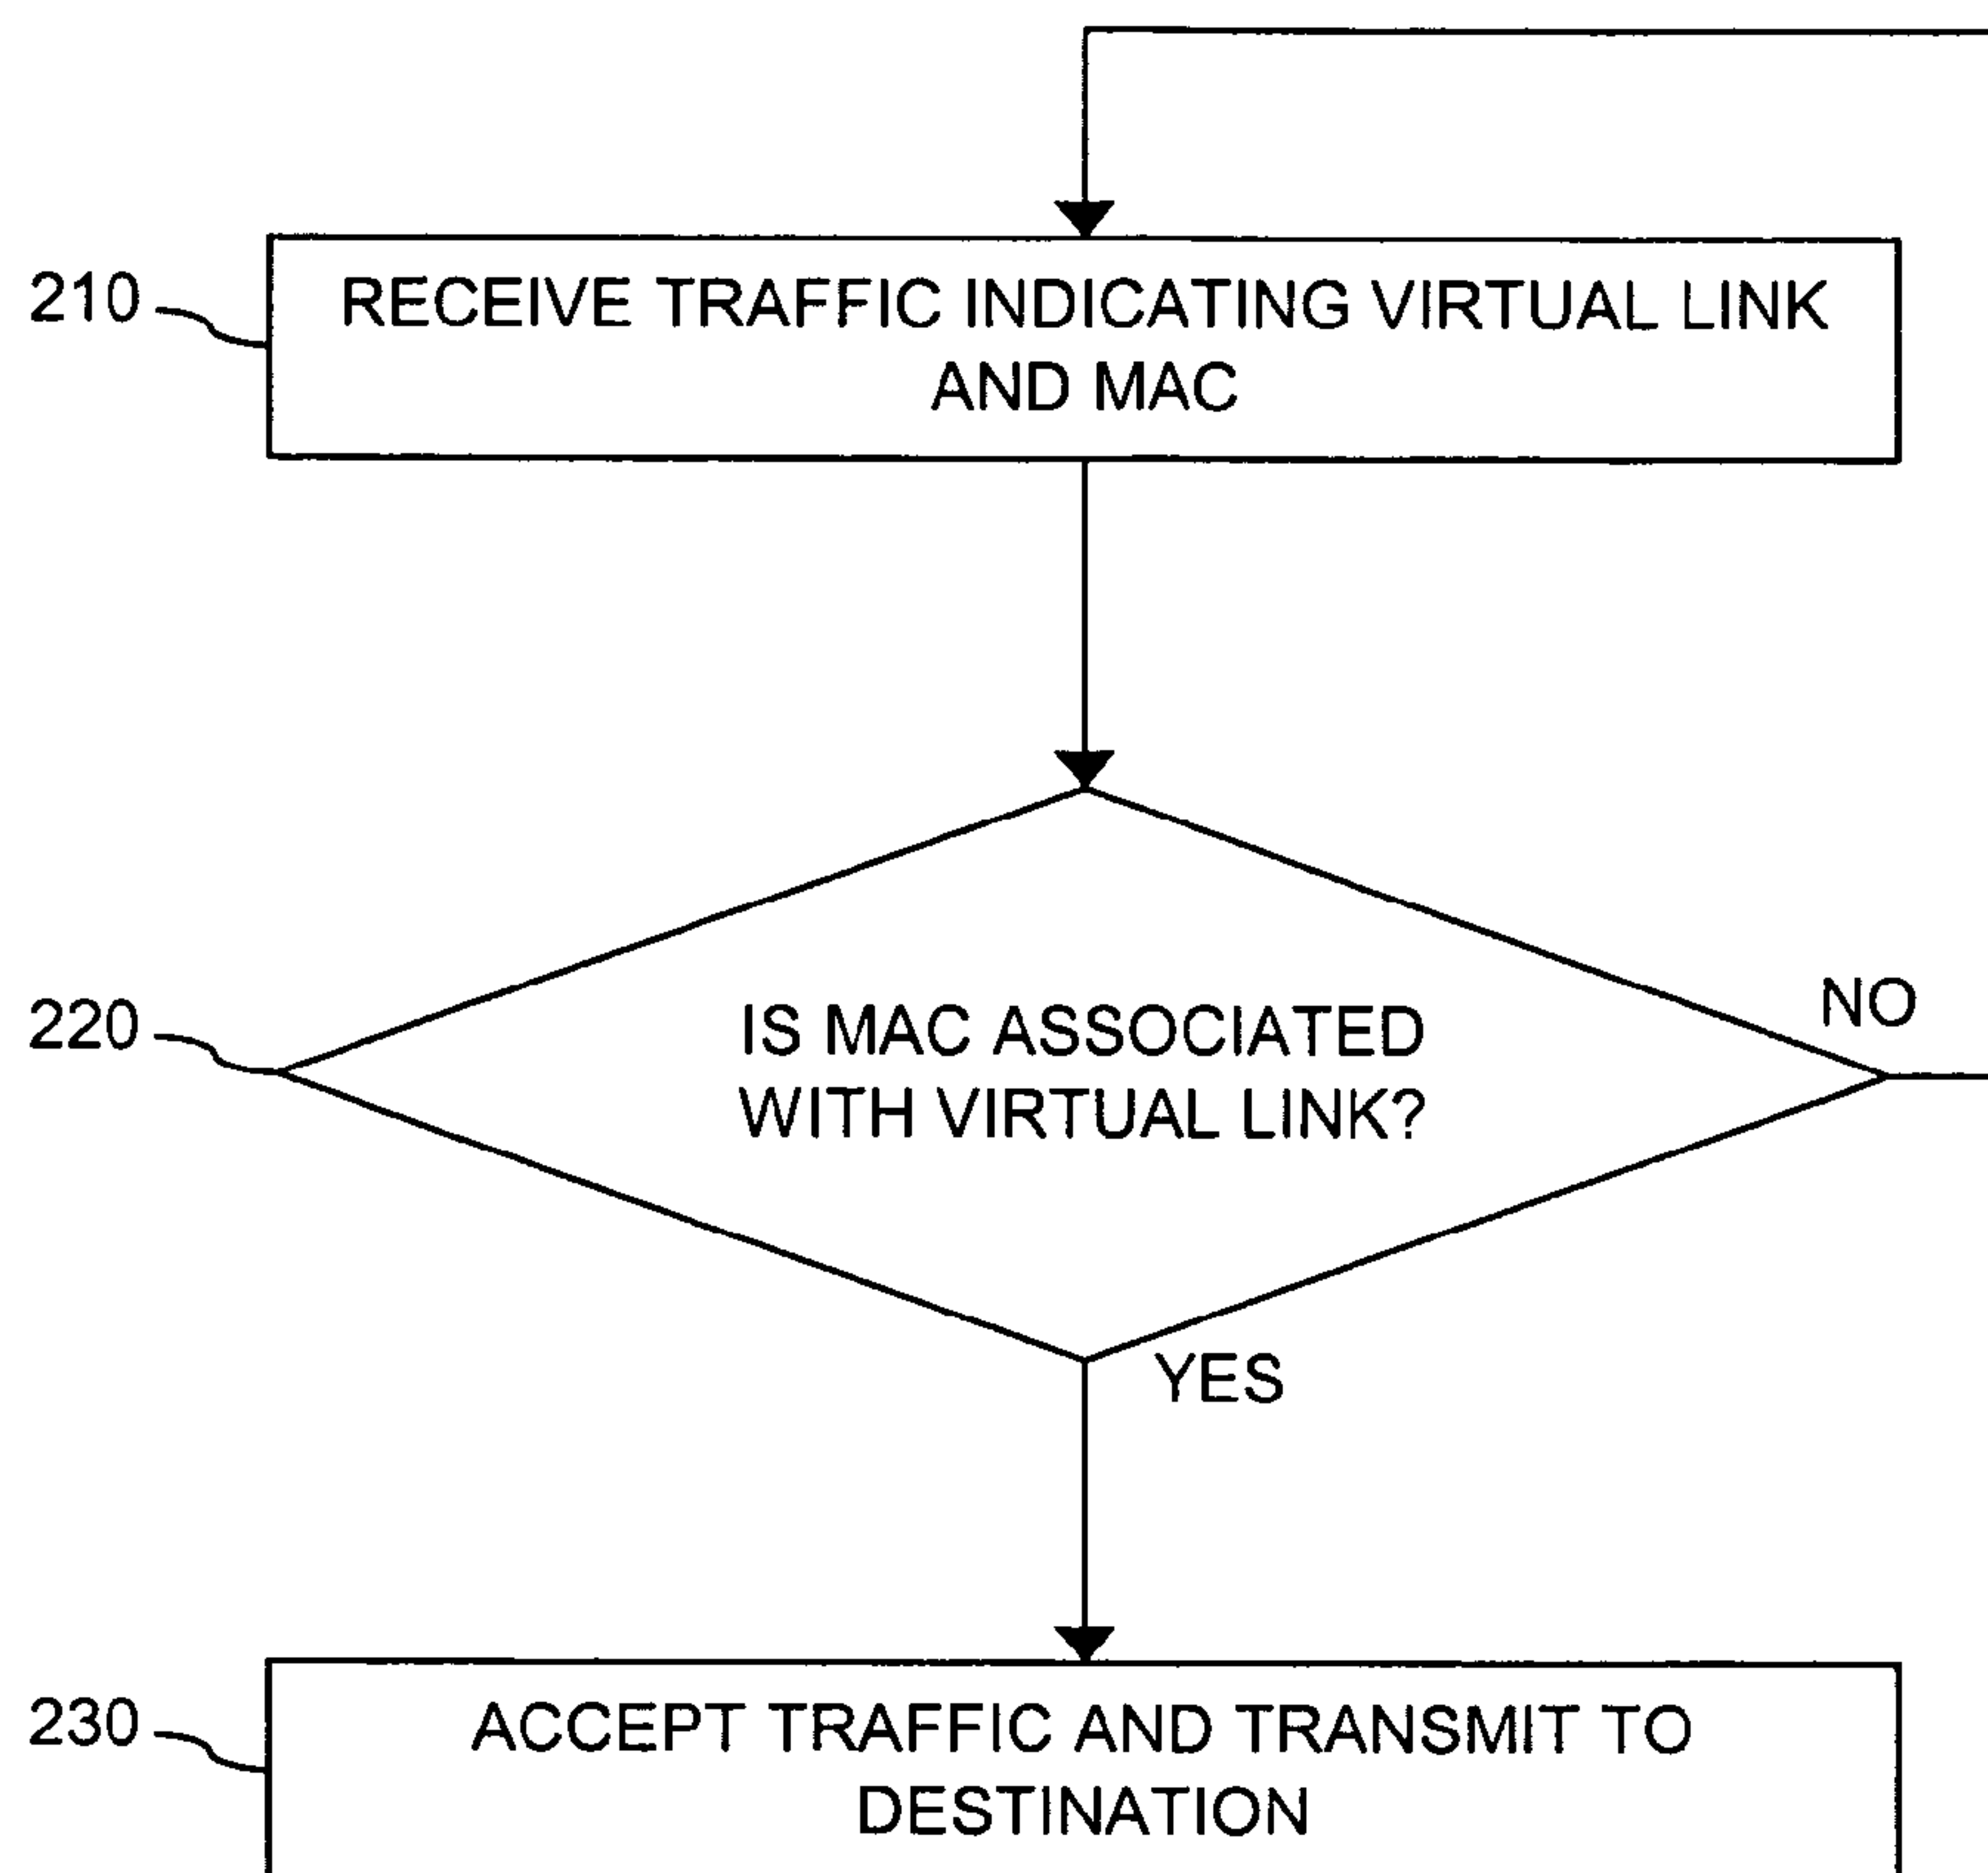 210
RECEIVE TRAFFIC INDICATING VIRTUAL LINK
AND MAC
220
IS MAC ASSOCIATED
WITH VIRTUAL LINK?
NO
YES
230
ACCEPT TRAFFIC AND TRANSMIT TO
DESTINATION